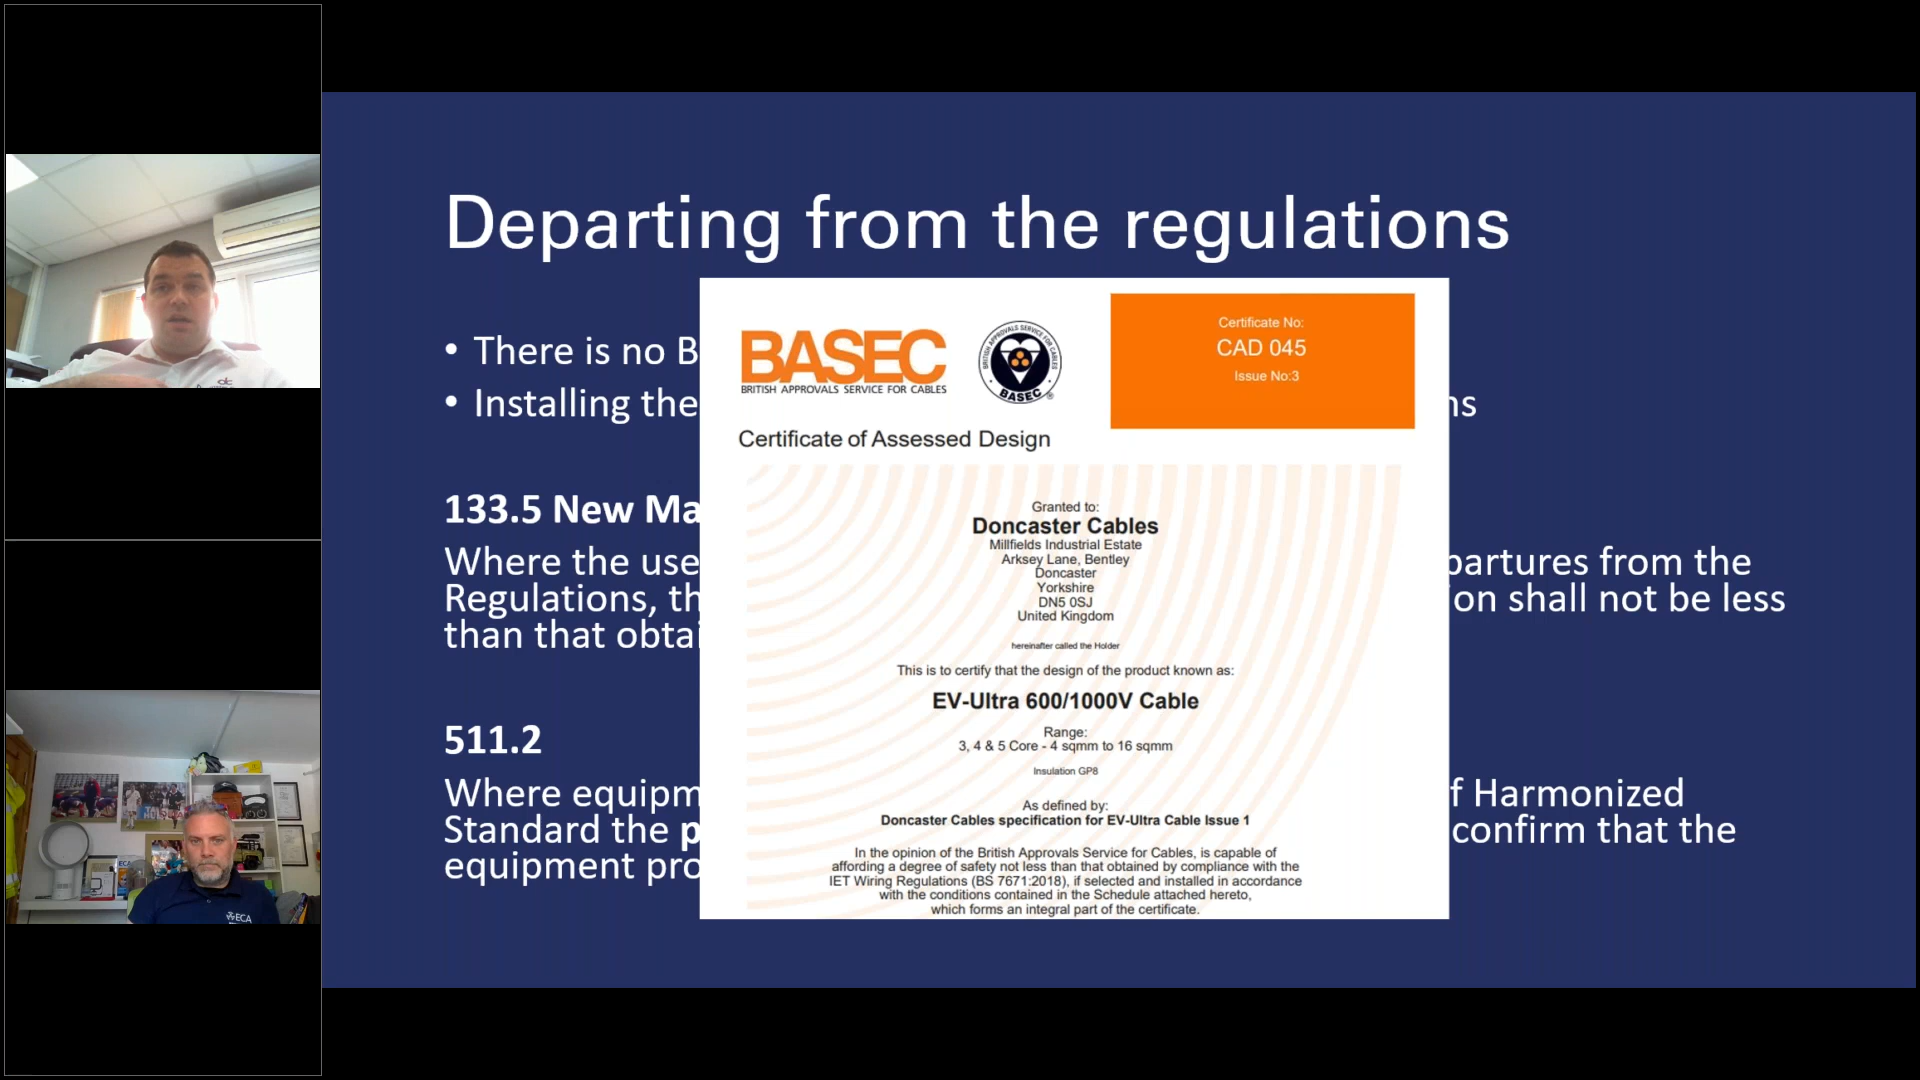 Departing from the regulations
• There is no B
• Installing the
ns
133.5 New Ma
Where the use
partures from the
Regulations, th
on shall not be less
than that obtai
511.2
Where equipm
f Harmonized
Standard the p
confirm that the
equipment pro
BASEC
BRITISH APPROVALS SERVICE FOR CABLES
BRITISH APPROVALS SERVICE FOR CABLES
BASEC
®
Certificate No:
CAD 045
Issue No:3
Certificate of Assessed Design
Granted to:
Doncaster Cables
Millfields Industrial Estate
Arksey Lane, Bentley
Doncaster
Yorkshire
DN5 0SJ
United Kingdom
hereinafter called the Holder
This is to certify that the design of the product known as:
EV-Ultra 600/1000V Cable
Range:
3, 4 & 5 Core - 4 sqmm to 16 sqmm
Insulation GP8
As defined by:
Doncaster Cables specification for EV-Ultra Cable Issue 1
In the opinion of the British Approvals Service for Cables, is capable of
affording a degree of safety not less than that obtained by compliance with the
IET Wiring Regulations (BS 7671:2018), if selected and installed in accordance
with the conditions contained in the Schedule attached hereto,
which forms an integral part of the certificate.
dc
ECA